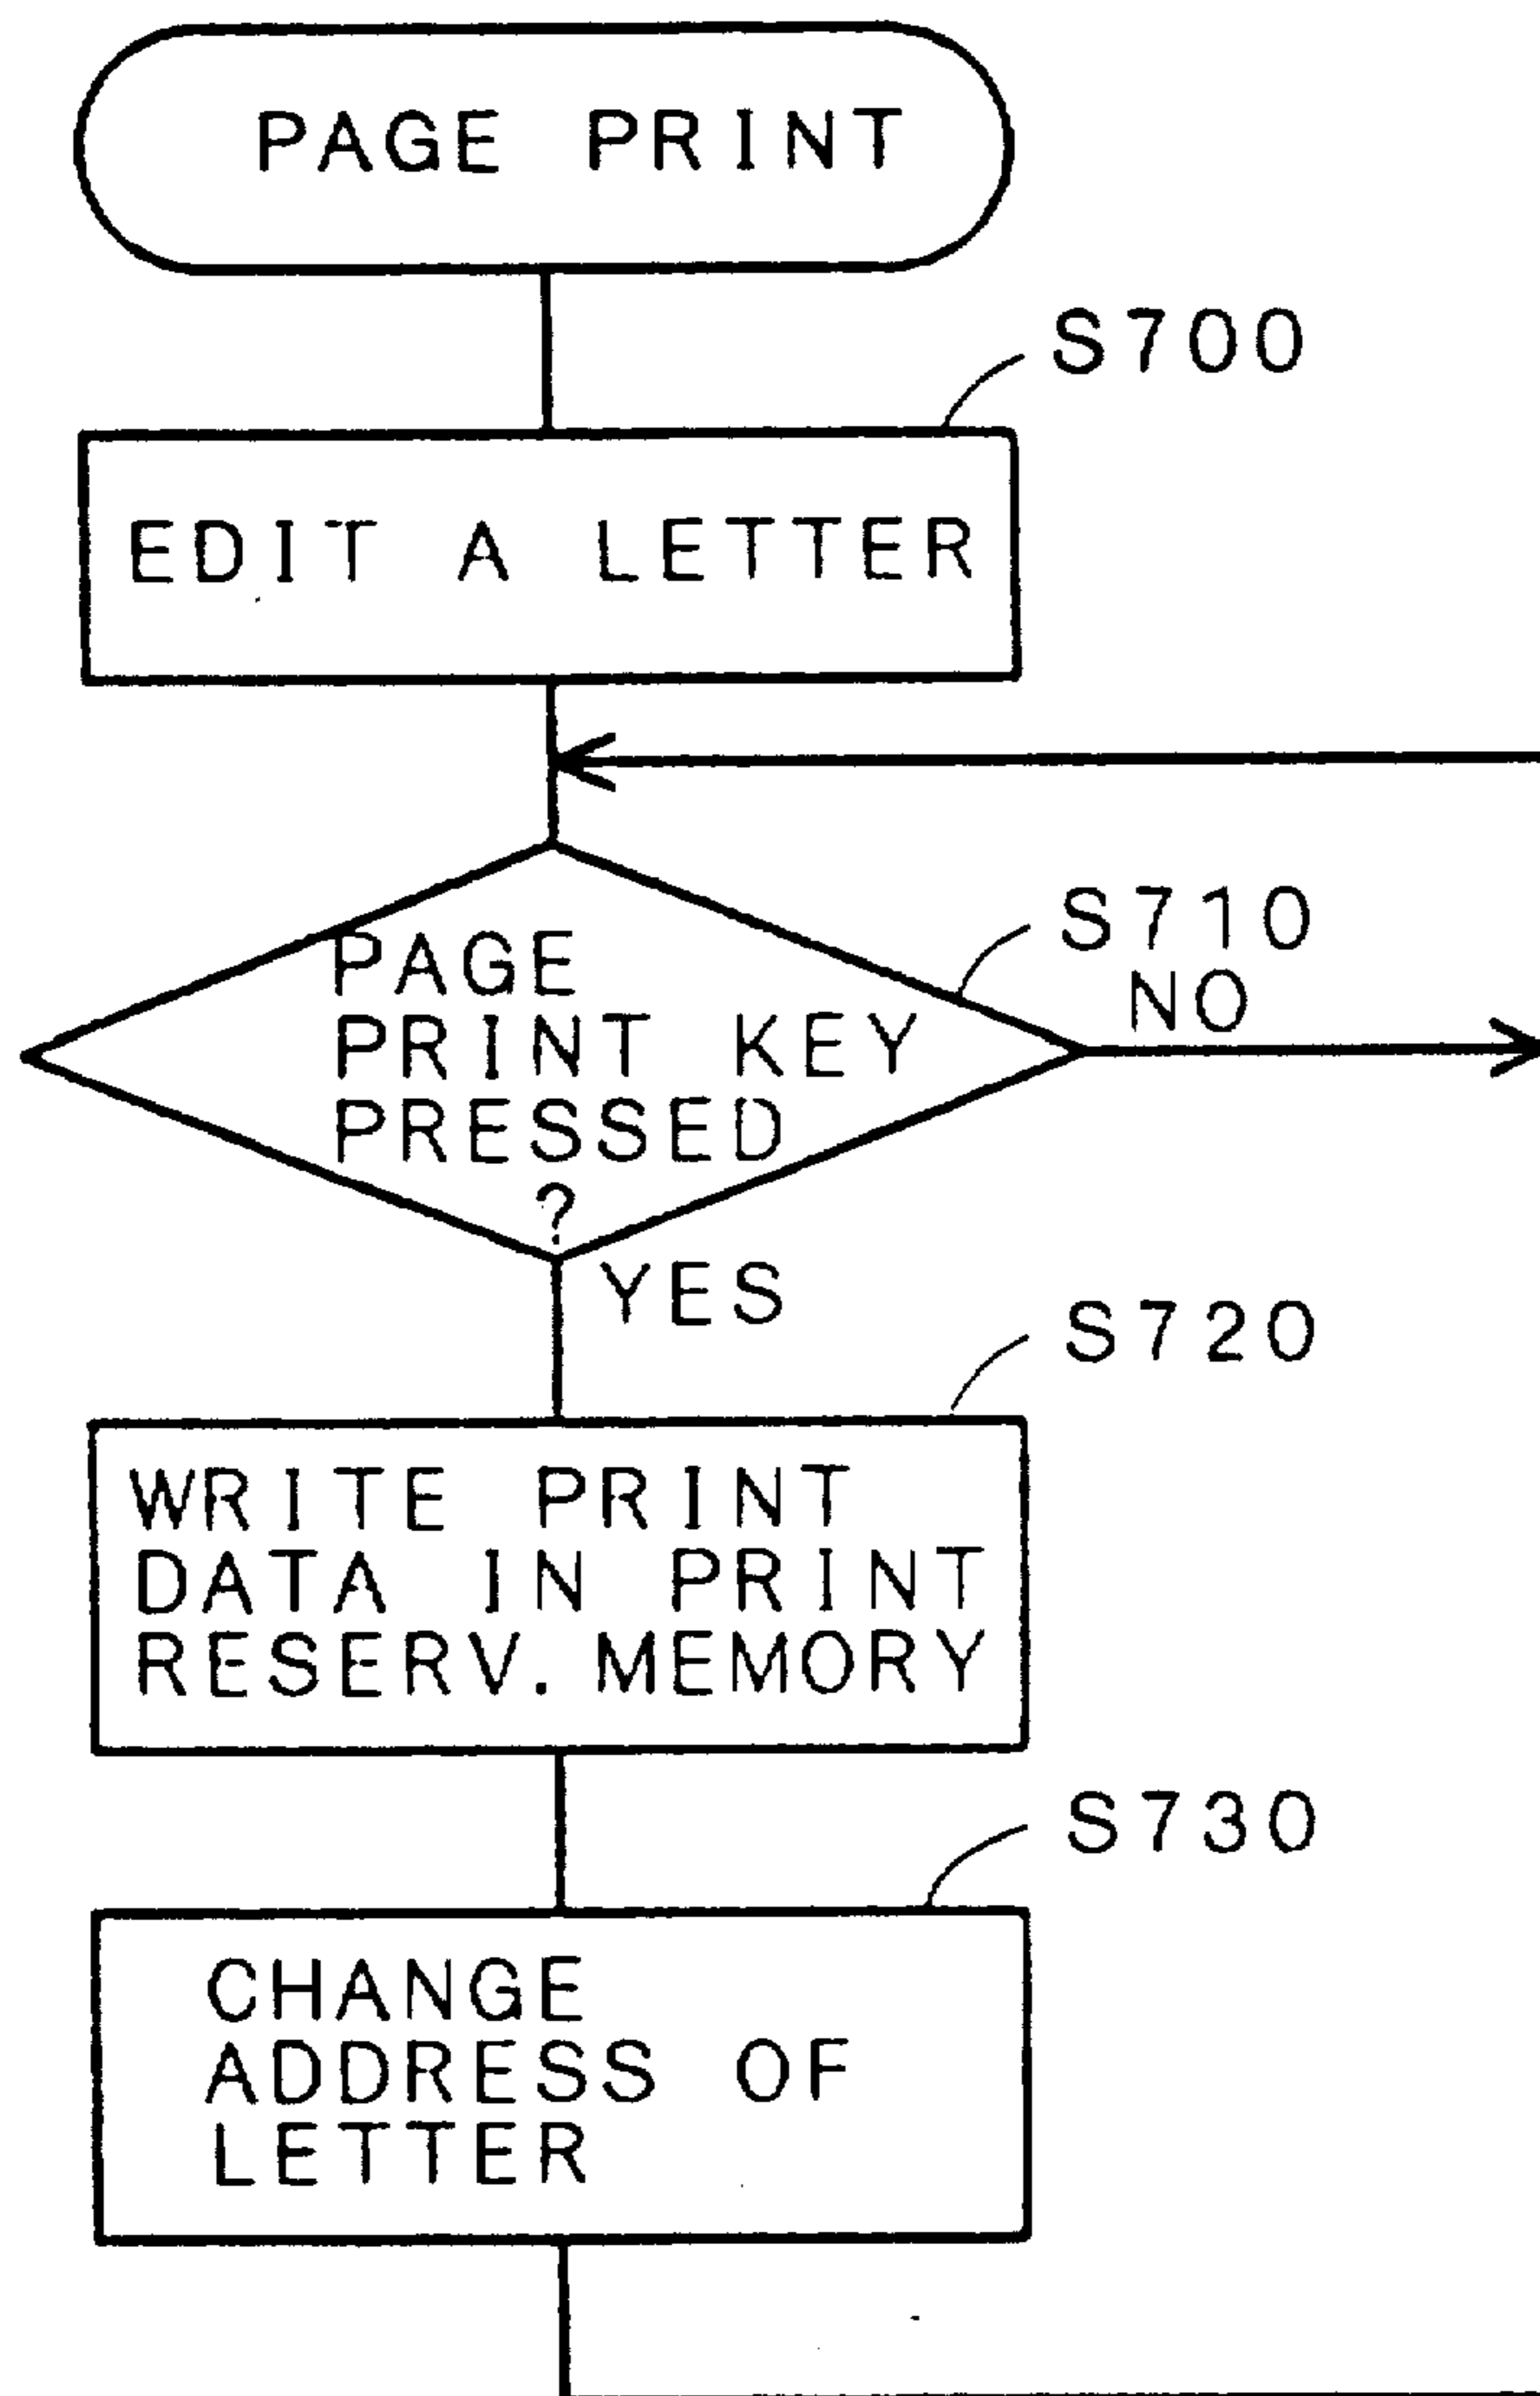 PAGE PRINT
S700
EDIT A LETTER
S710
NO
PAGE
PRINT KEY
PRESSED
?
YES
S720
WRITE PRINT
DATA IN PRINT
RESERV. MEMORY
S730
CHANGE
ADDRESS OF
LETTER